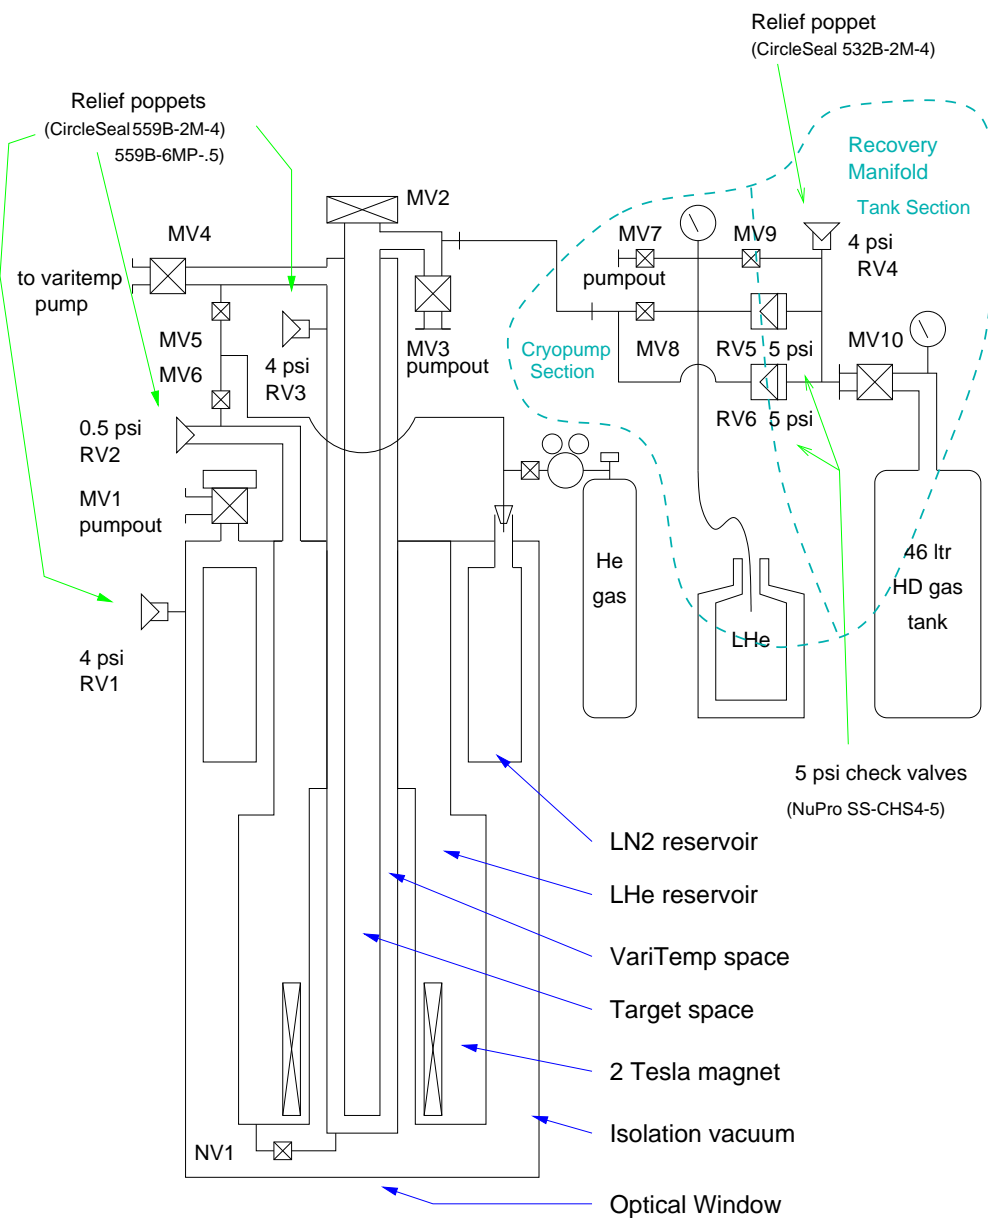 Relief poppet
(CircleSeal 532B-2M-4)
Relief poppets
(CircleSeal 559B-2M-4)
559B-6MP-.5)
Recovery
Manifold
Tank Section
MV2
MV4
MV7
MV9
4 psi
RV4
to varitemp
pump
pumpout
MV5
MV6
4 psi
RV3
MV3
pumpout
Cryopump
Section
MV8
RV5 5 psi
MV10
RV6 5 psi
0.5 psi
RV2
MV1
pumpout
He
gas
46 ltr
HD gas
tank
LHe
4 psi
RV1
5 psi check valves
(NuPro SS-CHS4-5)
LN2 reservoir
LHe reservoir
VariTemp space
Target space
2 Tesla magnet
Isolation vacuum
NV1
Optical Window